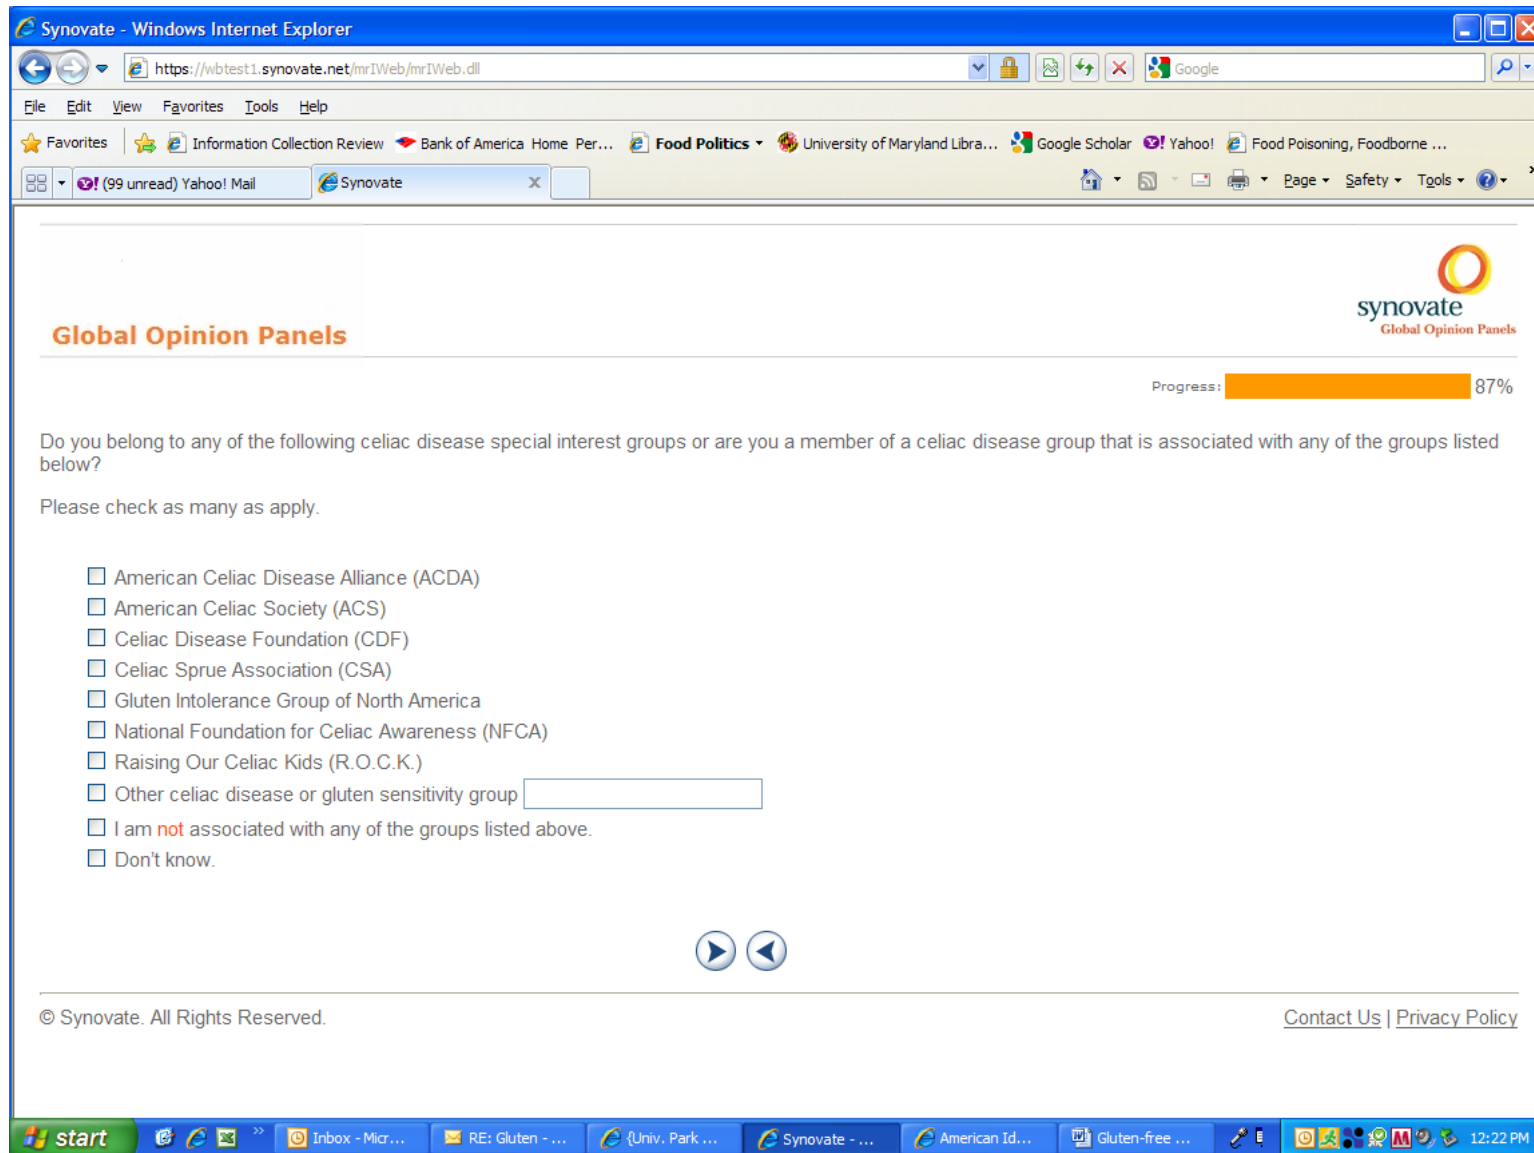 Synovate - Windows Internet Explorer
https://wbtest1.synovate.net/mrIWeb/mrIWeb.dll
Google
File Edit View Favorites Tools Help
Favorites Information Collection Review Bank of America Home Per... Food Politics University of Maryland Libra... Google Scholar Yahoo! Food Poisoning, Foodborne ...
(99 unread) Yahoo! Mail Synovate x Page Safety Tools
Global Opinion Panels
synovate
Global Opinion Panels
Progress: 87%
Do you belong to any of the following celiac disease special interest groups or are you a member of a celiac disease group that is associated with any of the groups listed
below?
Please check as many as apply.
American Celiac Disease Alliance (ACDA)
American Celiac Society (ACS)
Celiac Disease Foundation (CDF)
Celiac Sprue Association (CSA)
Gluten Intolerance Group of North America
National Foundation for Celiac Awareness (NFCA)
Raising Our Celiac Kids (R.O.C.K.)
Other celiac disease or gluten sensitivity group
I am not associated with any of the groups listed above.
Don't know.
© Synovate. All Rights Reserved.
Contact Us | Privacy Policy
start Inbox - Micr... RE: Gluten - ... {Univ. Park ... Synovate - ... American Id... Gluten-free ... 12:22 PM